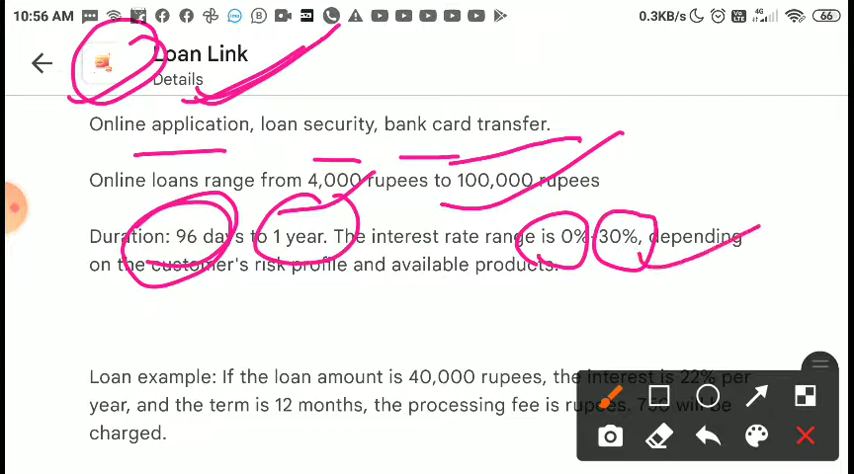 10:56 AM
0.3KB/s 4G 66
Loan Link
Details
Online application, loan security, bank card transfer.
Online loans range from 4,000 rupees to 100,000 rupees
Duration: 96 days to 1 year. The interest rate range is 0%-30%, depending
on the customer's risk profile and available products.
Loan example: If the loan amount is 40,000 rupees, the interest is 22% per
year, and the term is 12 months, the processing fee is rupees. 750 will be
charged.